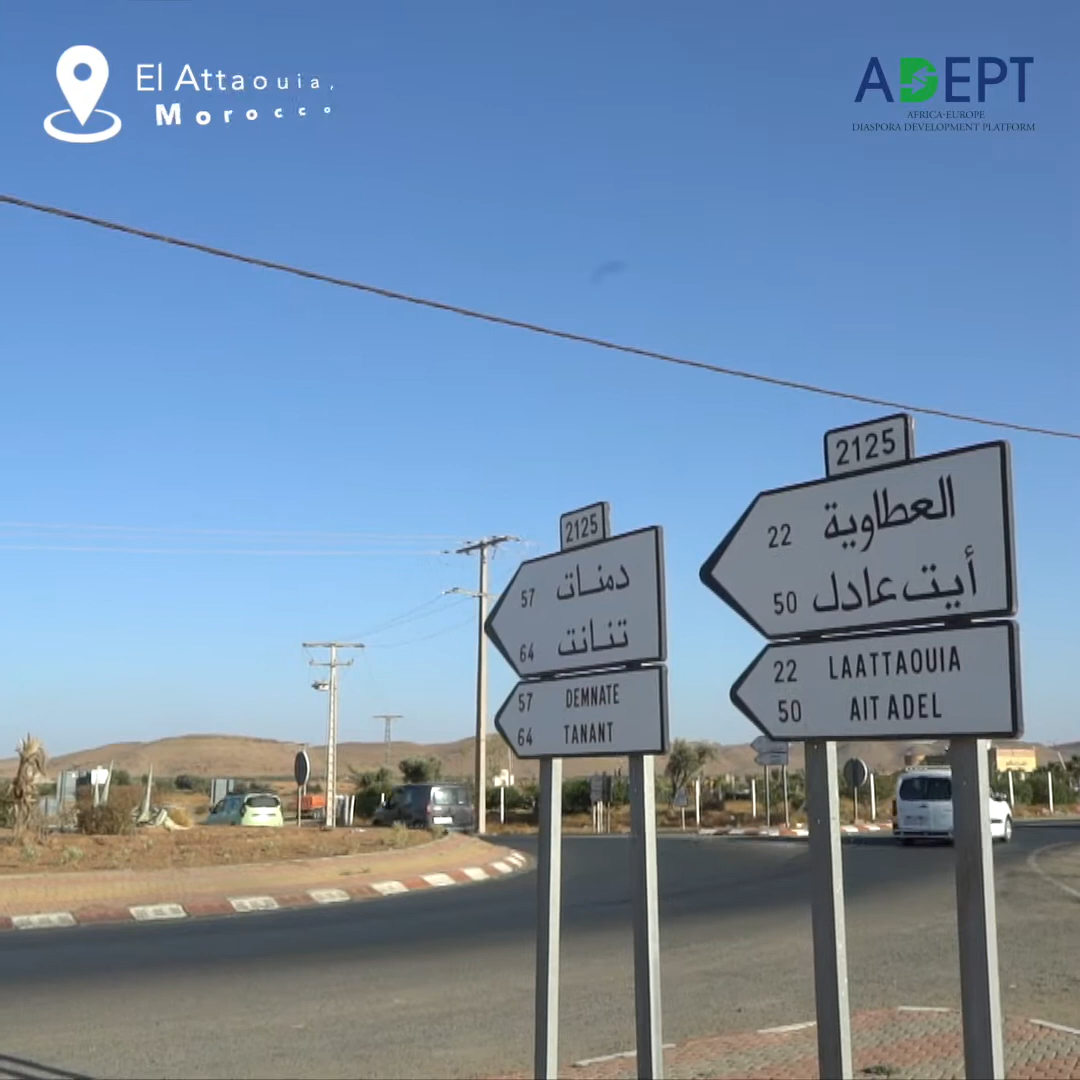 El Attaouia,
Morocco
ADEPT
AFRICA-EUROPE
DIASPORA DEVELOPMENT PLATFORM
2125
57 دمنات
64 تنانت
57 DEMNATE
64 TANANT
2125
22 العطاوية
50 أيت عادل
22 LAATTAOUIA
50 AIT ADEL